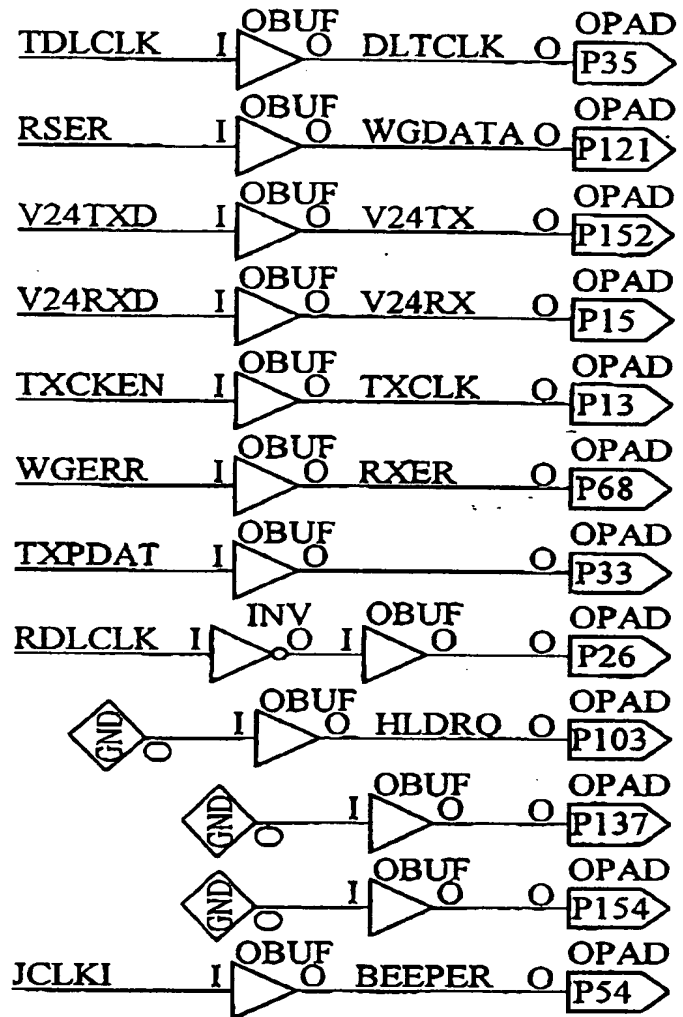 OBUF OPAD
TDLCLK I O DLTCLK O P35
OBUF OPAD
RSER I O WGDATA O P121
OBUF OPAD
V24TXD I O V24TX O P152
OBUF OPAD
V24RXD I O V24RX O P15
OBUF OPAD
TXCKEN I O TXCLK O P13
OBUF OPAD
WGERR I O RXER O P68
OBUF OPAD
TXPDAT I O P33
INV OBUF OPAD
RDLCLK I O I O O P26
OBUF OPAD
GND O I O HLDRQ O P103
OBUF OPAD
GND O I O O P137
OBUF OPAD
GND O I O O P154
OBUF OPAD
JCLKI I O BEEPER O P54